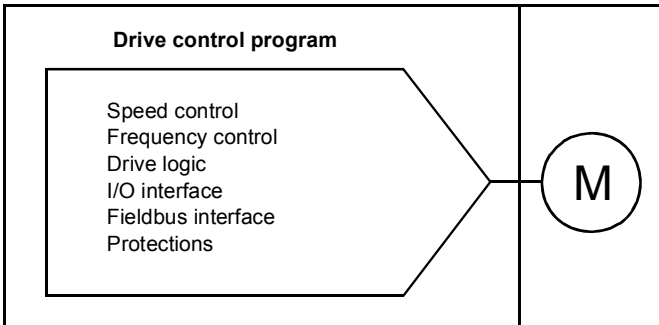 Drive control program
Speed control
Frequency control
Drive logic
I/O interface
Fieldbus interface
Protections
M